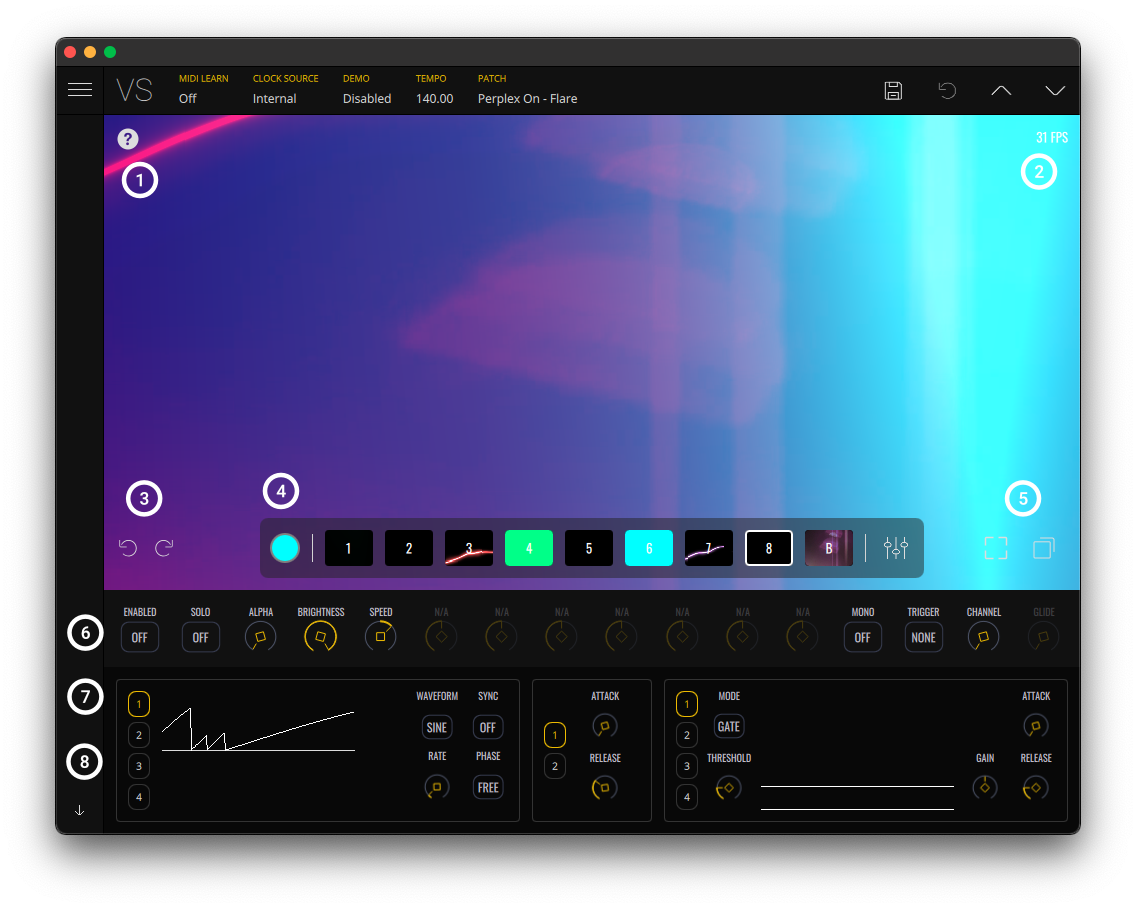 VS
MIDI LEARN CLOCK SOURCE DEMO TEMPO PATCH
Off Internal Disabled 140.00 Perplex On - Flare
? 31 FPS
1 2
3 4 5
1 2 3 4 5 6 7 8 B
ENABLED SOLO ALPHA BRIGHTNESS SPEED N/A N/A N/A N/A N/A N/A N/A MONO TRIGGER CHANNEL GLIDE
6 OFF OFF OFF NONE
7 1 WAVEFORM SYNC ATTACK 1 MODE ATTACK
2 SINE OFF 1 2 GATE
8 3 RATE PHASE RELEASE 2 3 THRESHOLD GAIN RELEASE
4 FREE 4